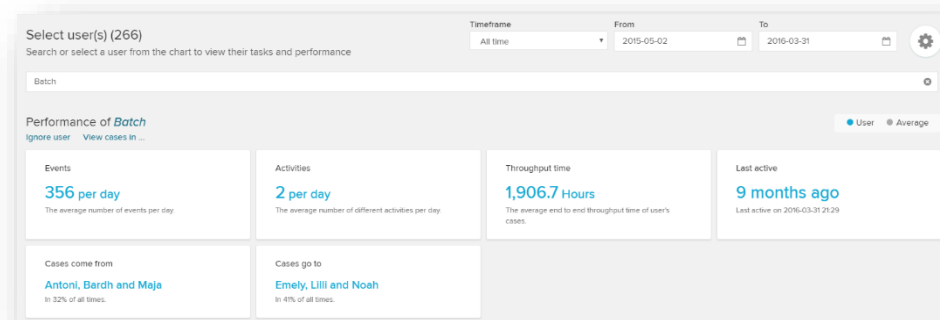 Select user(s) (266)
Search or select a user from the chart to view their tasks and performance
Timeframe
All time
From
2015-05-02
To
2016-03-31
Batch
Performance of Batch
Ignore user View cases in ...
User Average
Events
356 per day
The average number of events per day.
Activities
2 per day
The average number of different activities per day.
Throughput time
1,906.7 Hours
The average end to end throughput time of user's
cases.
Last active
9 months ago
Last active on 2016-03-31 21:29
Cases come from
Antoni, Bardh and Maja
In 32% of all times.
Cases go to
Emely, Lilli and Noah
In 41% of all times.